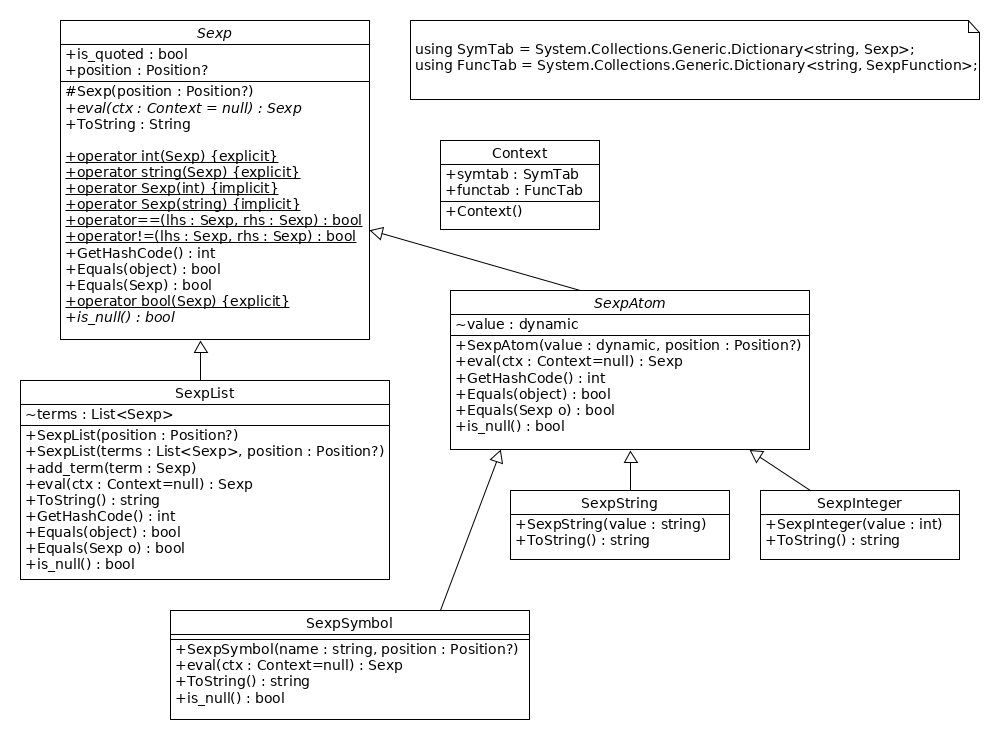 Sexp
+is_quoted : bool
+position : Position?
#Sexp(position : Position?)
+eval(ctx : Context = null) : Sexp
+ToString : String
+operator int(Sexp) {explicit}
+operator string(Sexp) {explicit}
+operator Sexp(int) {implicit}
+operator Sexp(string) {implicit}
+operator==(lhs : Sexp, rhs : Sexp) : bool
+operator!=(lhs : Sexp, rhs : Sexp) : bool
+GetHashCode() : int
+Equals(object) : bool
+Equals(Sexp) : bool
+operator bool(Sexp) {explicit}
+is_null() : bool
using SymTab = System.Collections.Generic.Dictionary<string, Sexp>;
using FuncTab = System.Collections.Generic.Dictionary<string, SexpFunction>;
Context
+symtab : SymTab
+functab : FuncTab
+Context()
SexpAtom
~value : dynamic
+SexpAtom(value : dynamic, position : Position?)
+eval(ctx : Context=null) : Sexp
+GetHashCode() : int
+Equals(object) : bool
+Equals(Sexp o) : bool
+is_null() : bool
SexpList
~terms : List<Sexp>
+SexpList(position : Position?)
+SexpList(terms : List<Sexp>, position : Position?)
+add_term(term : Sexp)
+eval(ctx : Context=null) : Sexp
+ToString() : string
+GetHashCode() : int
+Equals(object) : bool
+Equals(Sexp o) : bool
+is_null() : bool
SexpString
+SexpString(value : string)
+ToString() : string
SexpInteger
+SexpInteger(value : int)
+ToString() : string
SexpSymbol
+SexpSymbol(name : string, position : Position?)
+eval(ctx : Context=null) : Sexp
+ToString() : string
+is_null() : bool